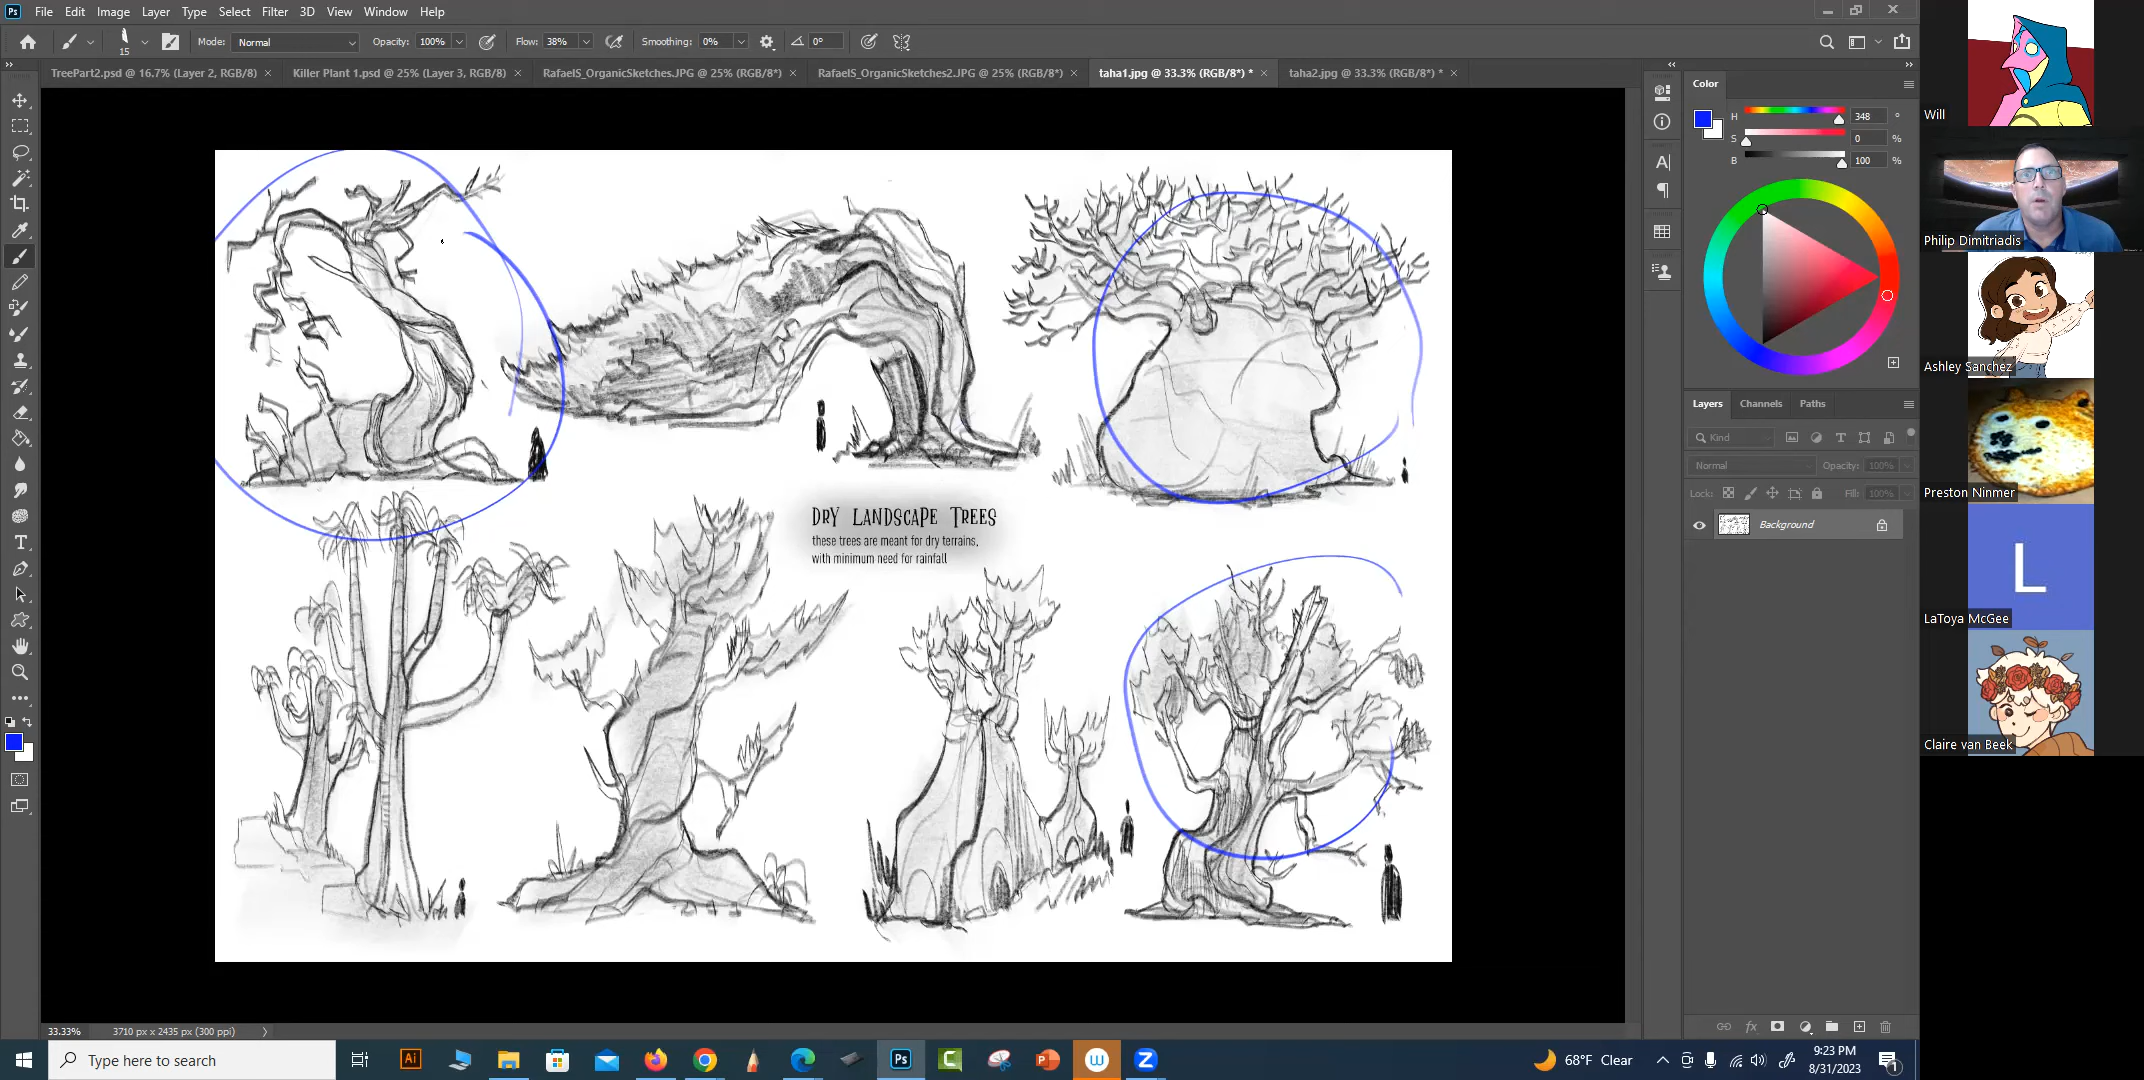 Ps File Edit Image Layer Type Select Filter 3D View Window Help
15 Mode: Normal Opacity: 100% Flow: 38% Smoothing: 0% 0°
TreePart2.psd @ 16.7% (Layer 2, RGB/8) Killer Plant 1.psd @ 25% (Layer 3, RGB/8) RafaelS_OrganicSketches.JPG @ 25% (RGB/8*) RafaelS_OrganicSketches2.JPG @ 25% (RGB/8*) taha1.jpg @ 33.3% (RGB/8*) * taha2.jpg @ 33.3% (RGB/8*) *
Color
H 348 °
S 0 %
B 100 %
Layers Channels Paths
Kind
Normal Opacity: 100%
Lock: Fill: 100%
Background
fx
DRY LANDSCAPE TREES
these trees are meant for dry terrains,
with minimum need for rainfall
Will
Philip Dimitriadis
Ashley Sanchez
Preston Ninmer
L
LaToya McGee
Claire van Beek
33.33% 3710 px x 2435 px (300 ppi)
Type here to search
Ai Ps C P W Z
68°F Clear
9:23 PM
8/31/2023
1